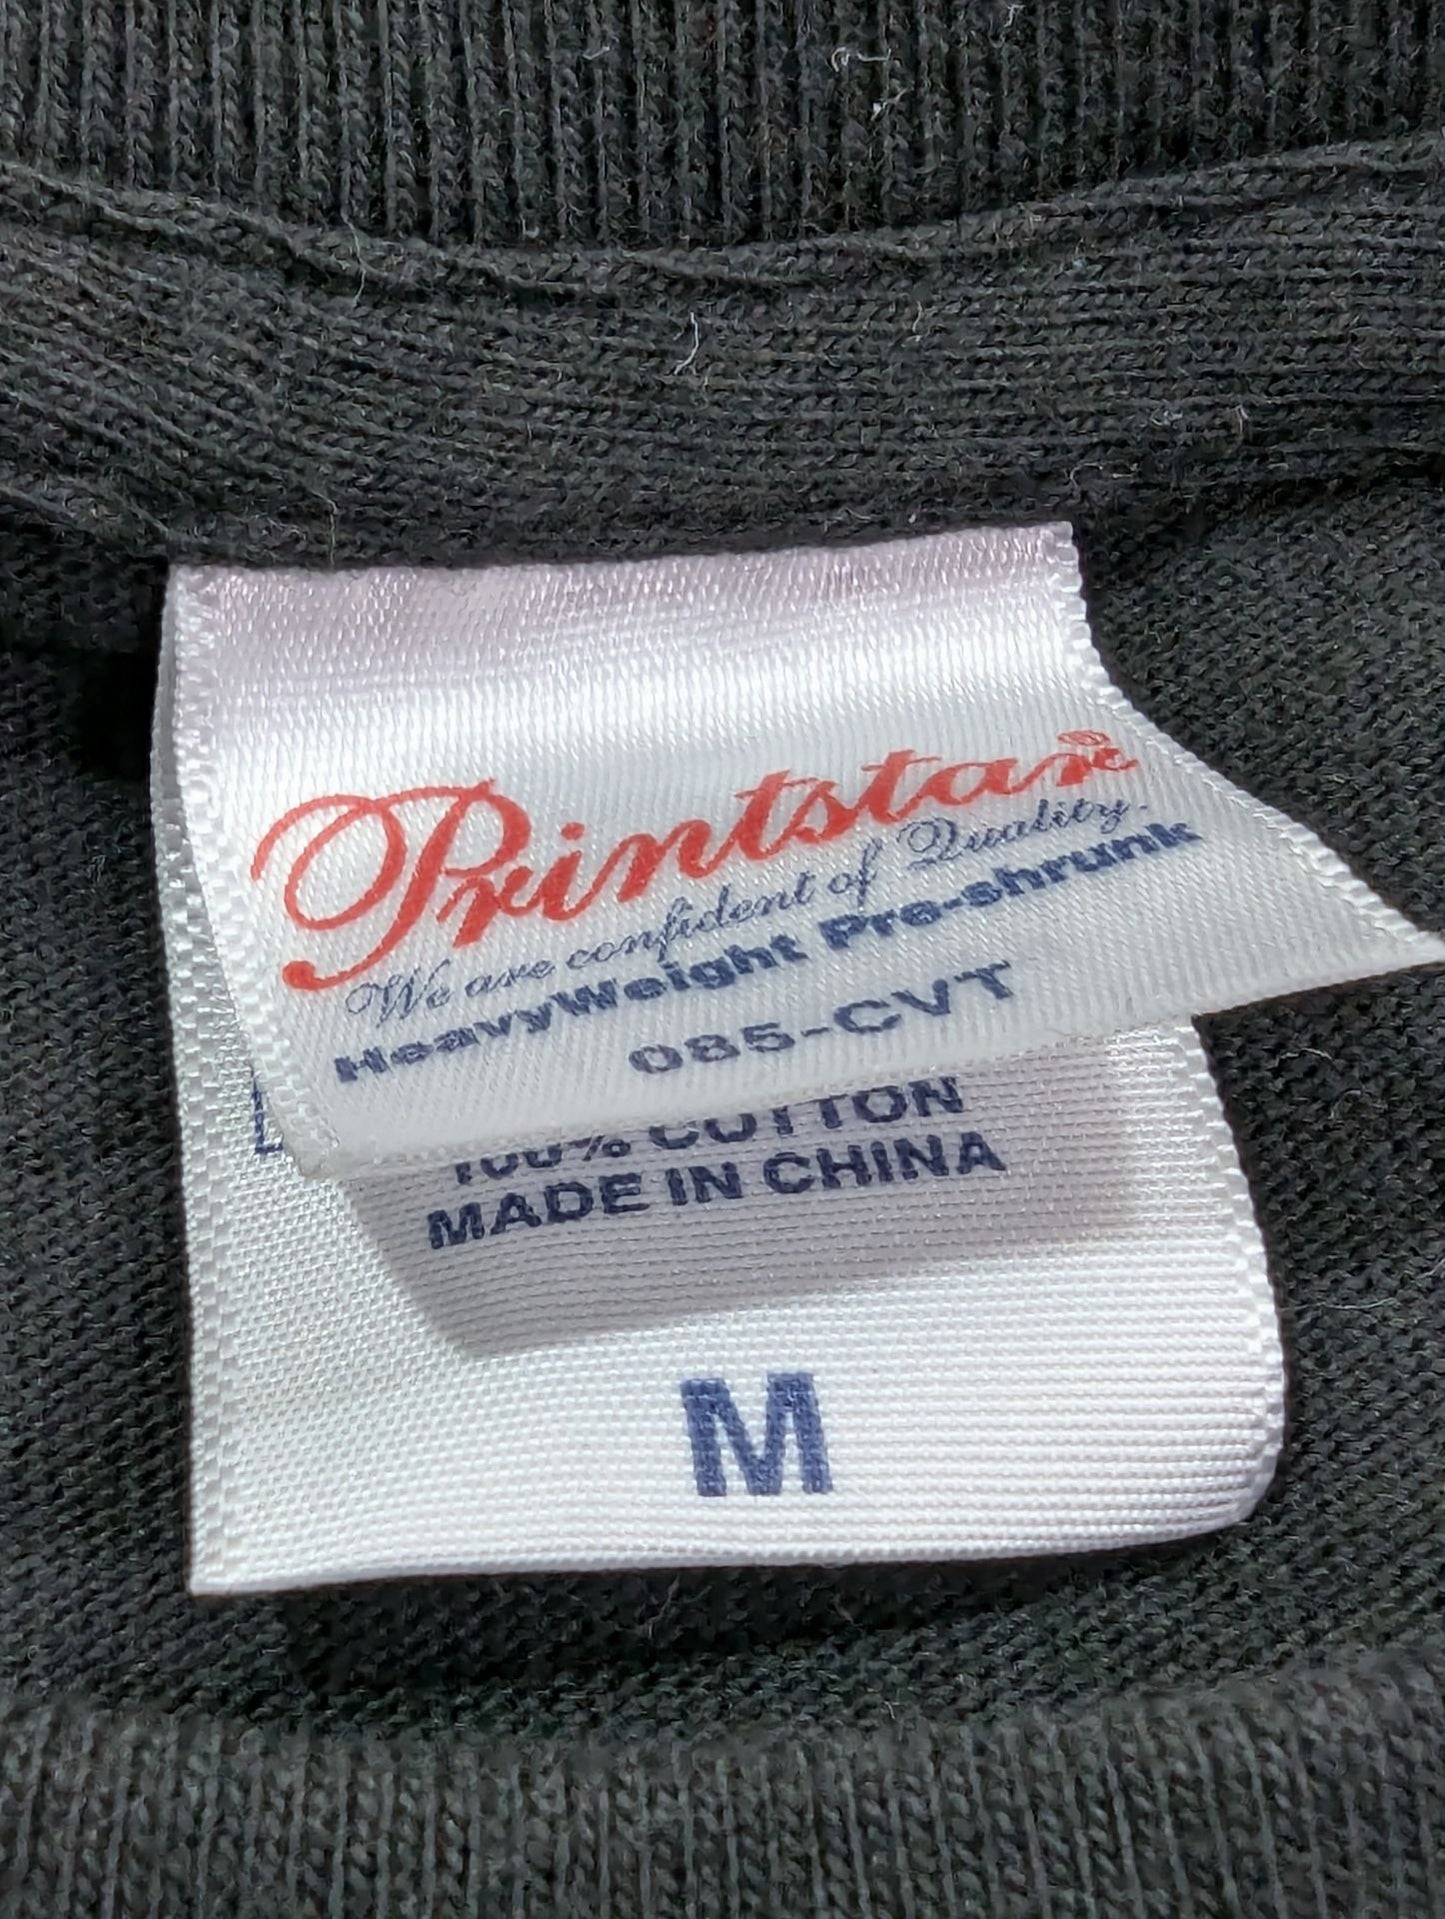 Printstar®
We are confident of Quality.
HeavyWeight Pre-shrunk
085-CVT
100% COTTON
MADE IN CHINA
M